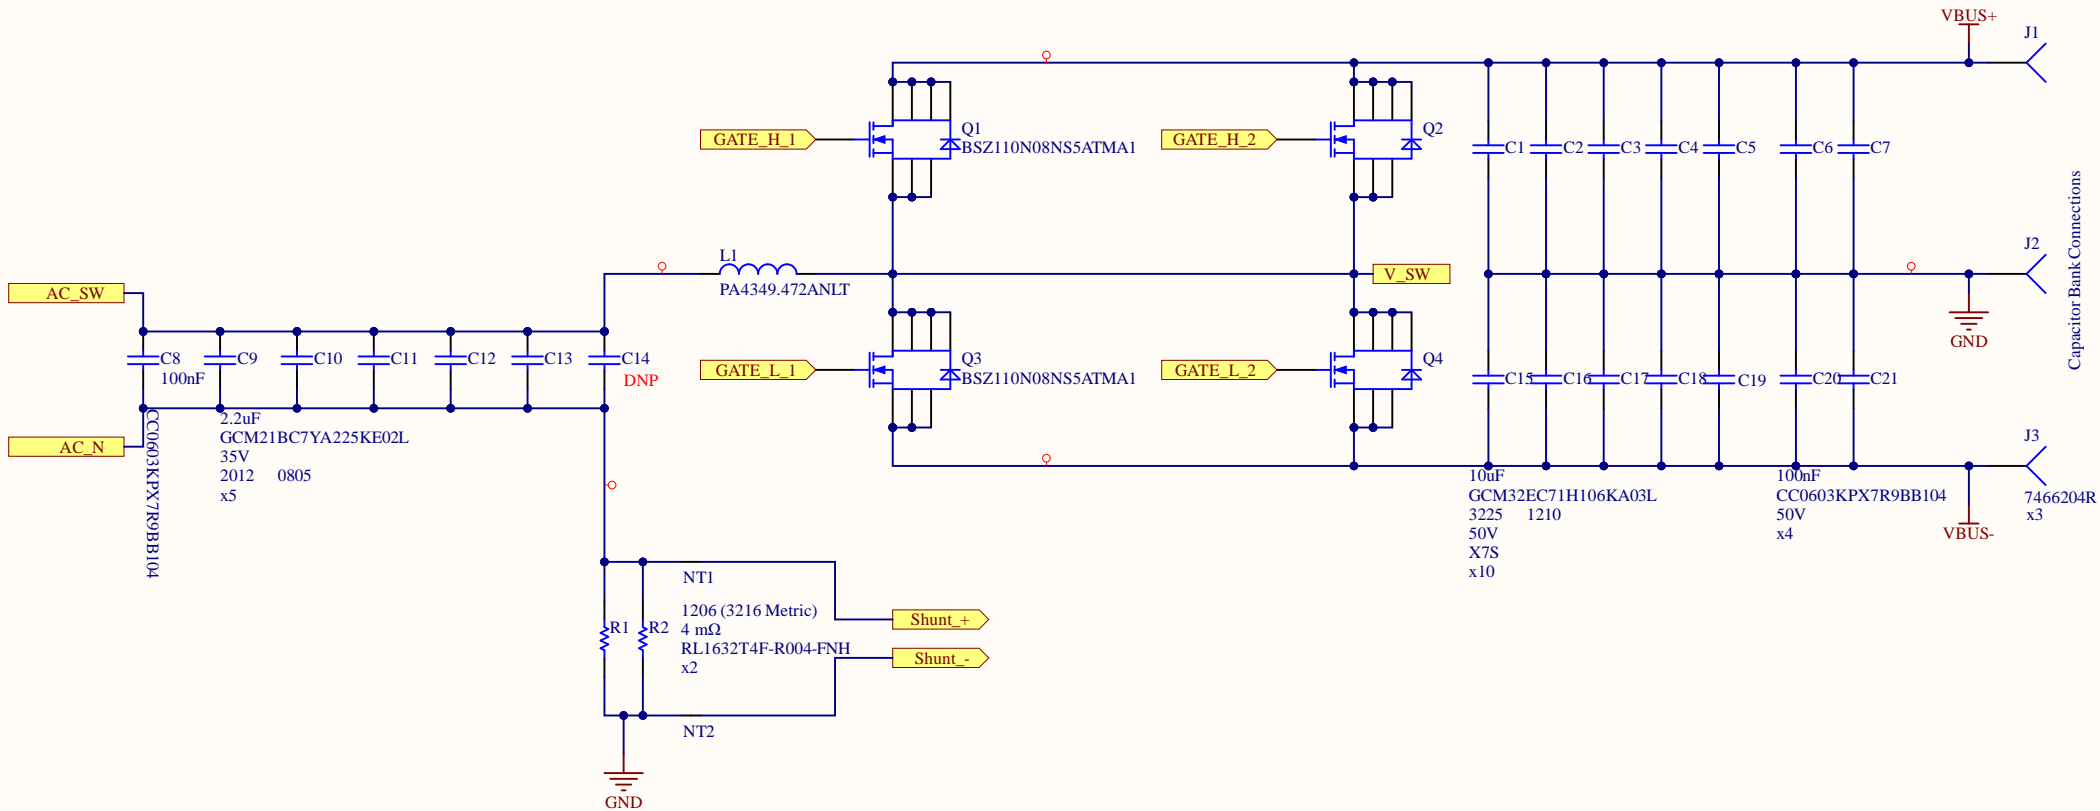 VBUS+
J1
GATE_H_1
Q1
BSZ110N08NS5ATMA1
GATE_H_2
Q2
C1
C2
C3
C4
C5
C6
C7
Capacitor Bank Connections
L1
PA4349.472ANLT
V_SW
J2
GND
AC_SW
C8
100nF
CC0603KPX7R9BB104
C9
C10
C11
C12
C13
C14
DNP
GATE_L_1
Q3
BSZ110N08NS5ATMA1
GATE_L_2
Q4
C15
C16
C17
C18
C19
C20
C21
AC_N
2.2uF
GCM21BC7YA225KE02L
35V
2012 0805
x5
10uF
GCM32EC71H106KA03L
3225 1210
50V
X7S
x10
100nF
CC0603KPX7R9BB104
50V
x4
VBUS-
J3
7466204R
x3
NT1
1206 (3216 Metric)
4 mΩ
RL1632T4F-R004-FNH
x2
R1
R2
Shunt_+
Shunt_-
NT2
GND